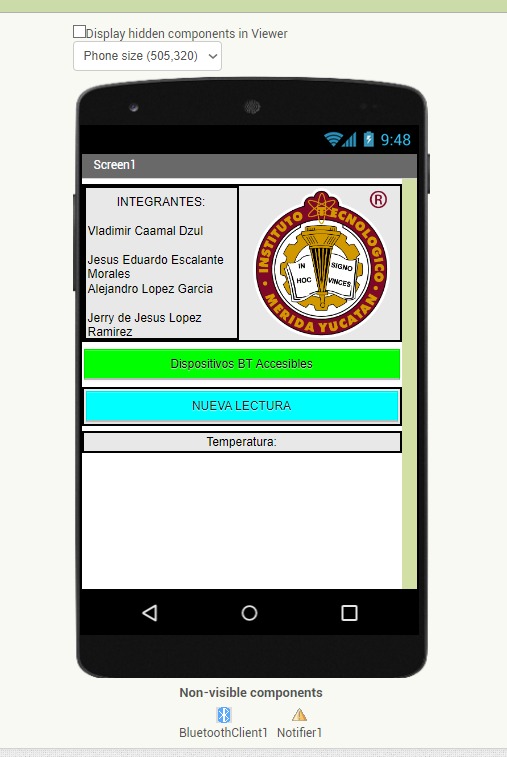 Display hidden components in Viewer
Phone size (505,320)
9:48
Screen1
INTEGRANTES:
Vladimir Caamal Dzul
Jesus Eduardo Escalante
Morales
Alejandro Lopez Garcia
Jerry de Jesus Lopez
Ramirez
®
INSTITUTO TECNOLOGICO
IN
HOC
SIGNO
VINCES
MERIDA YUCATAN
Dispositivos BT Accesibles
NUEVA LECTURA
Temperatura:
Non-visible components
BluetoothClient1
Notifier1